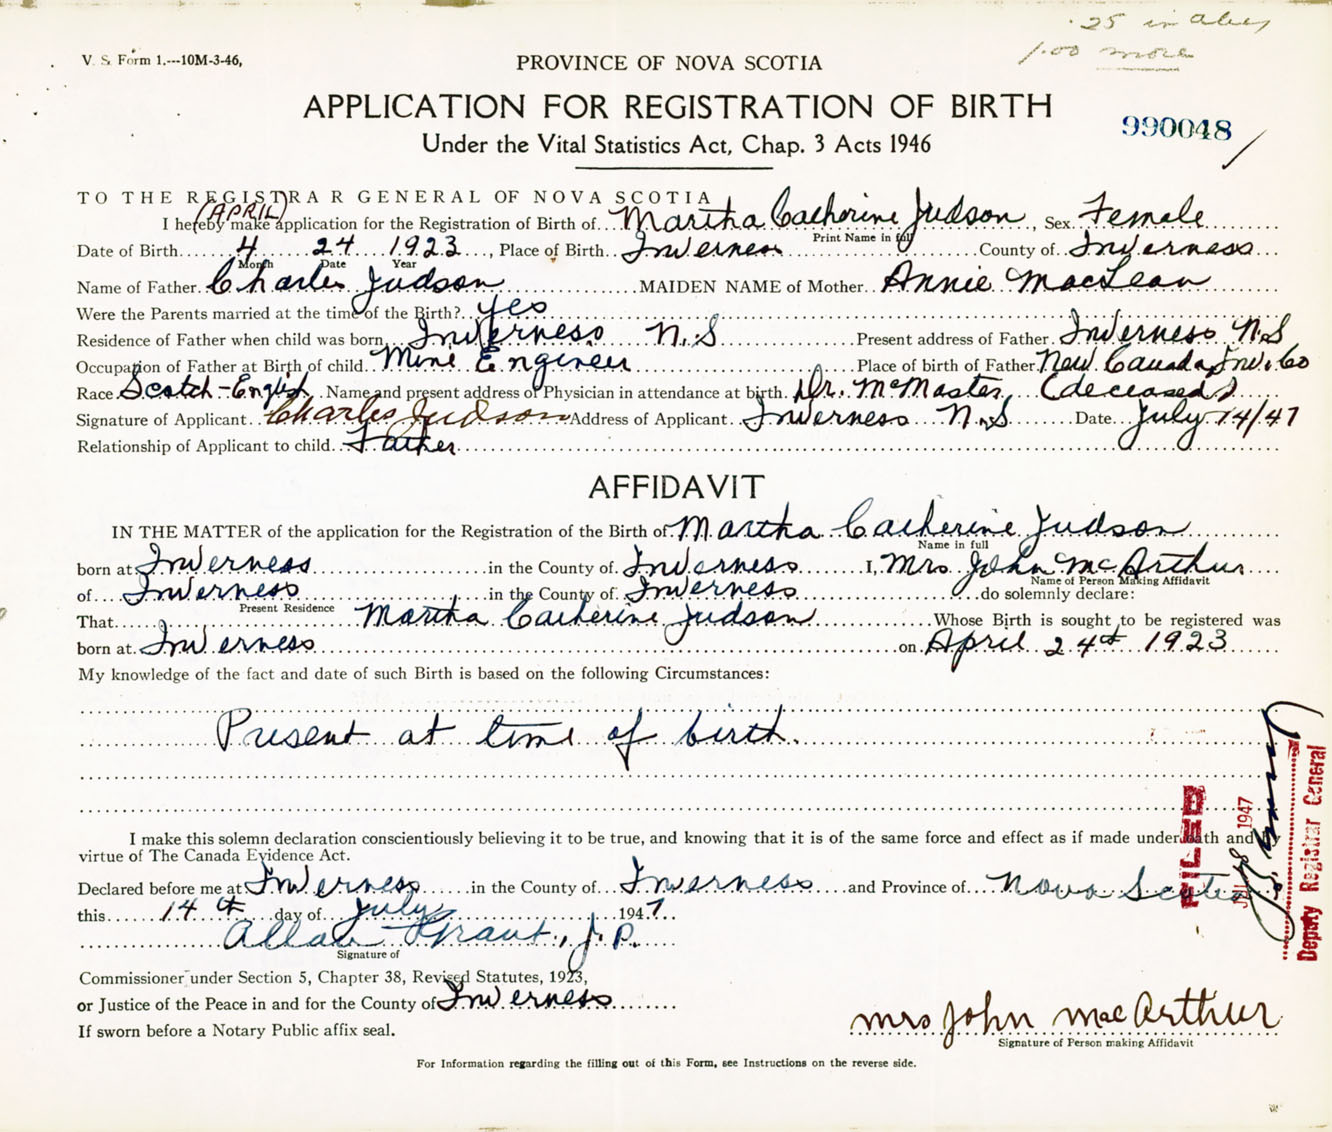 .25 in
1.00 more
V. S. Form 1.---10M-3-46,
PROVINCE OF NOVA SCOTIA
APPLICATION FOR REGISTRATION OF BIRTH
990048
Under the Vital Statistics Act, Chap. 3 Acts 1946
TO THE REGISTRAR GENERAL OF NOVA SCOTIA
(APRIL)
I hereby make application for the Registration of Birth of Martha Catherine Judson, Sex Female
Print Name in full
Date of Birth 4 24 1923, Place of Birth Inverness County of Inverness
Month Date Year
Name of Father Charles Judson MAIDEN NAME of Mother Annie MacLean
Were the Parents married at the time of the Birth? yes
Residence of Father when child was born Inverness N.S Present address of Father Inverness N.S
Occupation of Father at Birth of child Mine Engineer Place of birth of Father New Canada, Inv. Co
Race Scotch-English Name and present address of Physician in attendance at birth Dr. McMaster (deceased)
Signature of Applicant Charles Judson Address of Applicant Inverness N.S Date July 14/47
Relationship of Applicant to child Father
AFFIDAVIT
IN THE MATTER of the application for the Registration of the Birth of Martha Catherine Judson
Name in full
born at Inverness in the County of Inverness I, Mrs John McArthur
Name of Person Making Affidavit
of Inverness in the County of Inverness do solemnly declare:
Present Residence
That Martha Catherine Judson Whose Birth is sought to be registered was
born at Inverness on April 24th 1923
My knowledge of the fact and date of such Birth is based on the following Circumstances:
Present at time of birth.
I make this solemn declaration conscientiously believing it to be true, and knowing that it is of the same force and effect as if made under oath and
virtue of The Canada Evidence Act.
Declared before me at Inverness in the County of Inverness and Province of Nova Scotia
this 14th day of July 1947
Allan Grant, J.P.
Signature of
Commissioner under Section 5, Chapter 38, Revised Statutes, 1923,
or Justice of the Peace in and for the County of Inverness
If sworn before a Notary Public affix seal.
Mrs John MacArthur
Signature of Person making Affidavit
For Information regarding the filling out of this Form, see Instructions on the reverse side.
FILED
1947
Deputy Registrar General